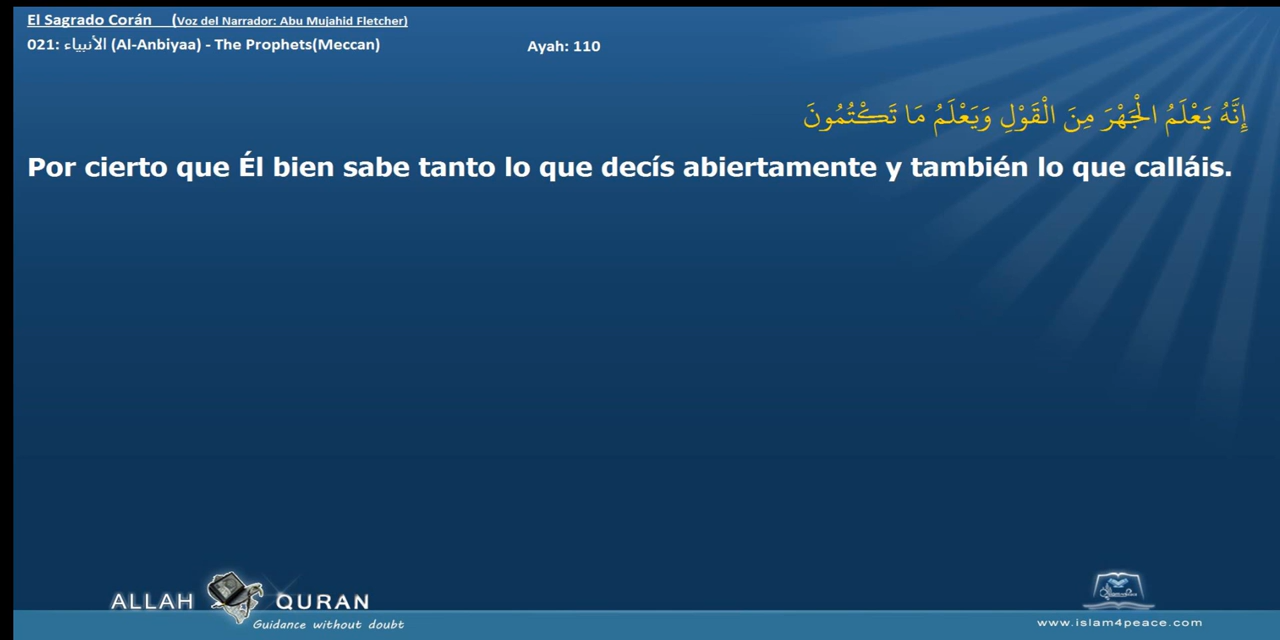 El Sagrado Corán (Voz del Narrador: Abu Mujahid Fletcher)
021: الأنبياء (Al-Anbiyaa) - The Prophets(Meccan) Ayah: 110
إِنَّهُ يَعْلَمُ الْجَهْرَ مِنَ الْقَوْلِ وَيَعْلَمُ مَا تَكْتُمُونَ
Por cierto que Él bien sabe tanto lo que decís abiertamente y también lo que calláis.
ALLAH QURAN
Guidance without doubt
www.islam4peace.com